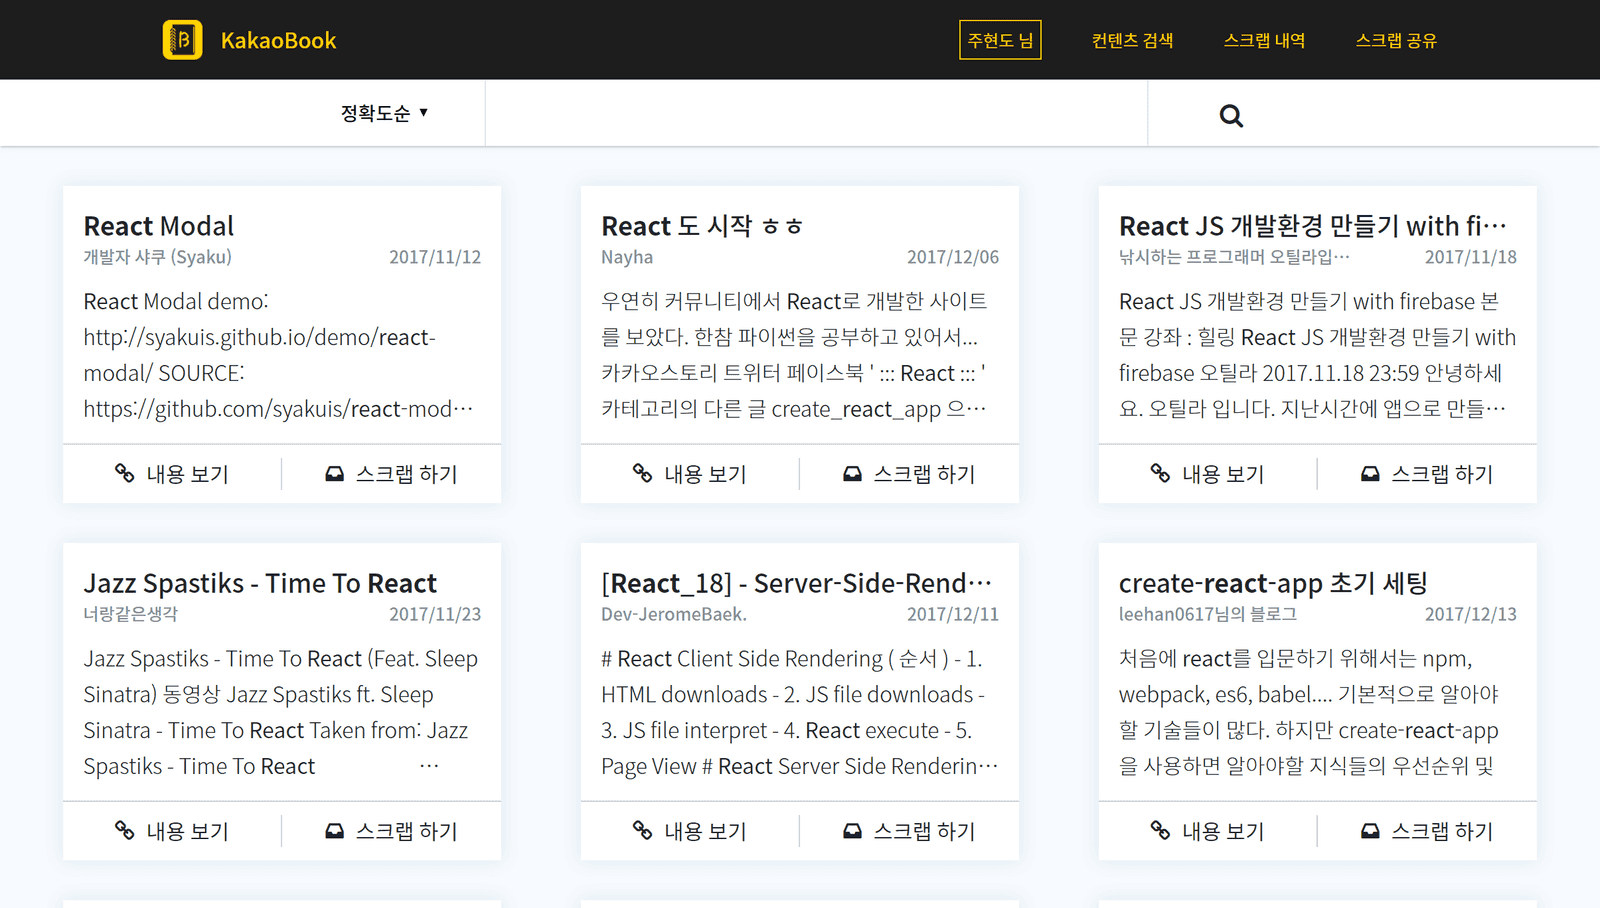 KakaoBook
주현도 님
컨텐츠 검색
스크랩 내역
스크랩 공유
정확도순 ▼
React Modal
개발자 샤쿠 (Syaku) 2017/11/12
React Modal demo:
http://syakuis.github.io/demo/react-
modal/ SOURCE:
https://github.com/syakuis/react-mod…
내용 보기
스크랩 하기
React 도 시작 ㅎㅎ
Nayha 2017/12/06
우연히 커뮤니티에서 React로 개발한 사이트
를 보았다. 한참 파이썬을 공부하고 있어서...
카카오스토리 트위터 페이스북 ' ::: React ::: '
카테고리의 다른 글 create_react_app 으…
내용 보기
스크랩 하기
React JS 개발환경 만들기 with fi…
낚시하는 프로그래머 오틸라입… 2017/11/18
React JS 개발환경 만들기 with firebase 본
문 강좌 : 힐링 React JS 개발환경 만들기 with
firebase 오틸라 2017.11.18 23:59 안녕하세
요. 오틸라 입니다. 지난시간에 앱으로 만들…
내용 보기
스크랩 하기
Jazz Spastiks - Time To React
너랑같은생각 2017/11/23
Jazz Spastiks - Time To React (Feat. Sleep
Sinatra) 동영상 Jazz Spastiks ft. Sleep
Sinatra - Time To React Taken from: Jazz
Spastiks - Time To React …
내용 보기
스크랩 하기
[React_18] - Server-Side-Rend…
Dev-JeromeBaek. 2017/12/11
# React Client Side Rendering ( 순서 ) - 1.
HTML downloads - 2. JS file downloads -
3. JS file interpret - 4. React execute - 5.
Page View # React Server Side Renderin…
내용 보기
스크랩 하기
create-react-app 초기 세팅
leehan0617님의 블로그 2017/12/13
처음에 react를 입문하기 위해서는 npm,
webpack, es6, babel.... 기본적으로 알아야
할 기술들이 많다. 하지만 create-react-app
을 사용하면 알아야할 지식들의 우선순위 및
내용 보기
스크랩 하기